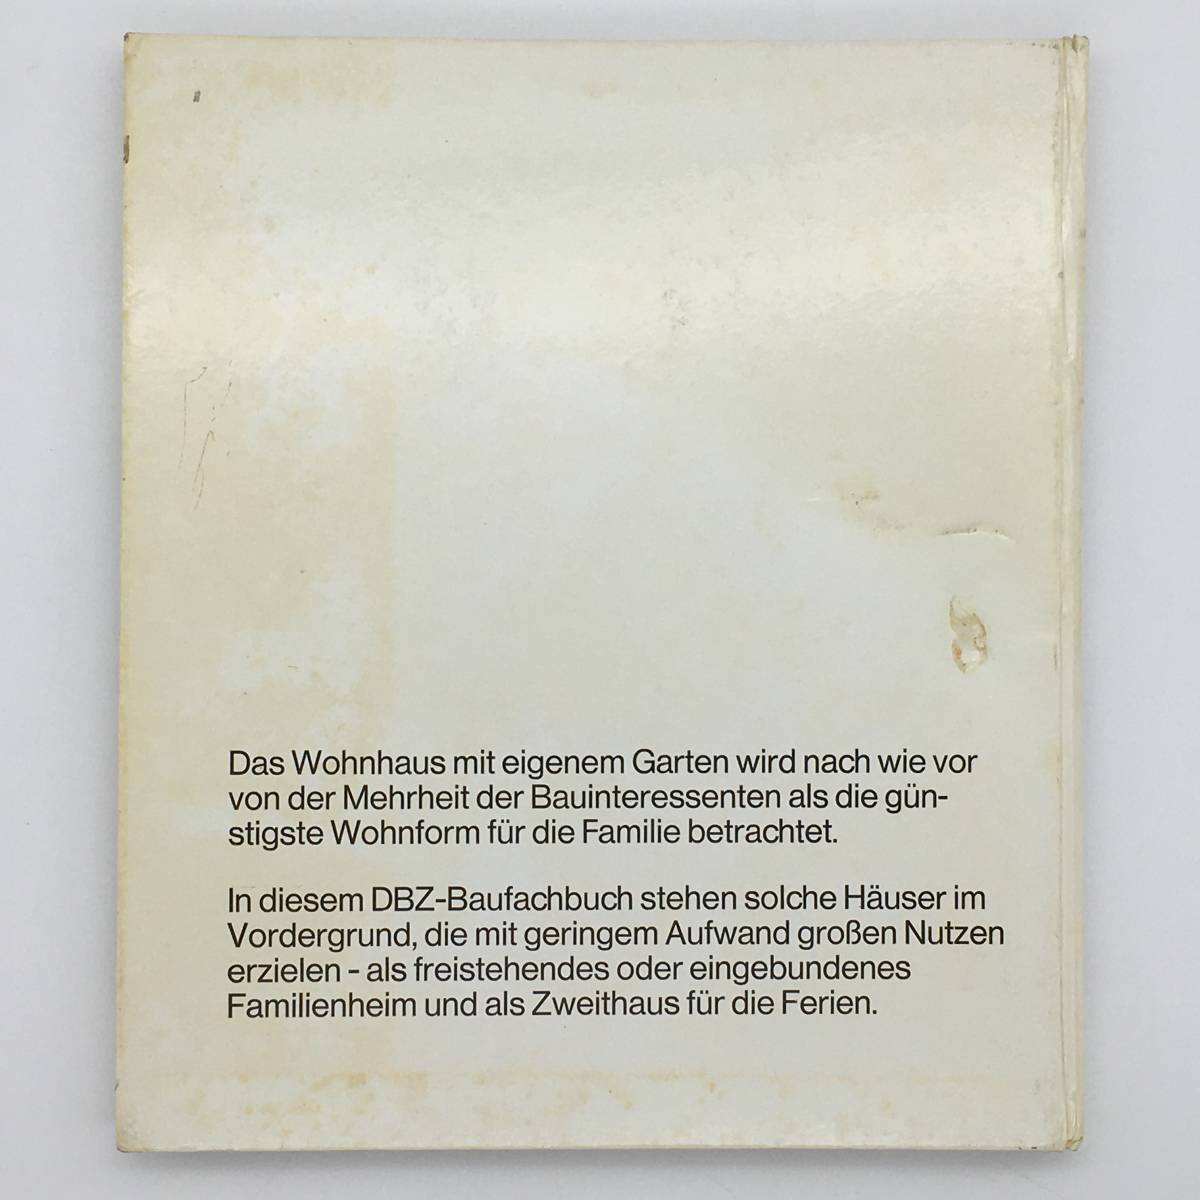 Das Wohnhaus mit eigenem Garten wird nach wie vor
von der Mehrheit der Bauinteressenten als die gün-
stigste Wohnform für die Familie betrachtet.
In diesem DBZ-Baufachbuch stehen solche Häuser im
Vordergrund, die mit geringem Aufwand großen Nutzen
erzielen - als freistehendes oder eingebundenes
Familienheim und als Zweithaus für die Ferien.